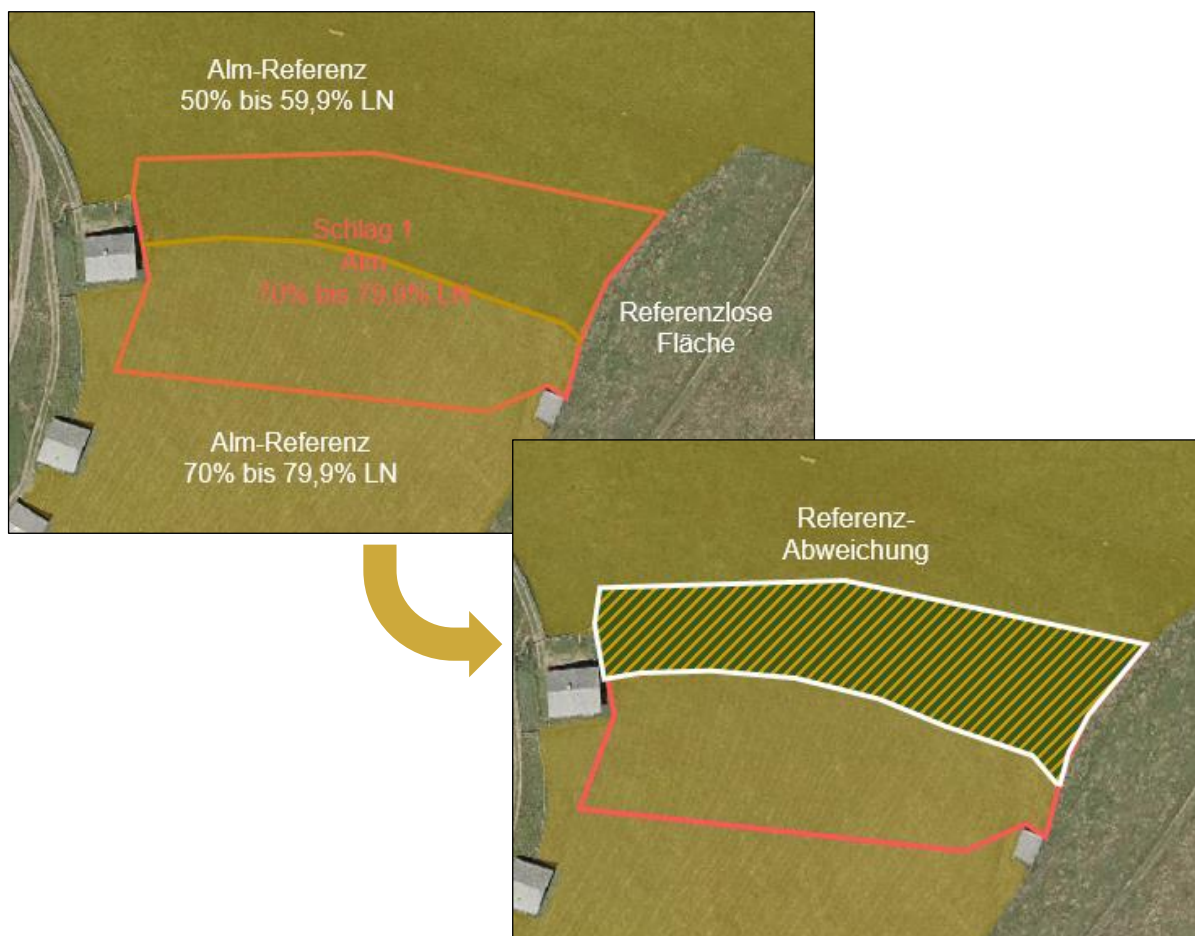 Alm-Referenz
50% bis 59,9% LN
Schlag 1
Alm
70% bis 79,9% LN
Referenzlose
Fläche
Alm-Referenz
70% bis 79,9% LN
Referenz-
Abweichung